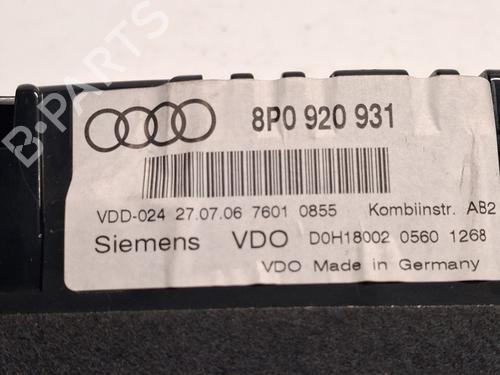 B-PARTS
8P0 920 931
VDD-024 27.07.06 7601 0855 Kombiinstr. AB2
Siemens VDO D0H18002 0560 1268
VDO Made in Germany